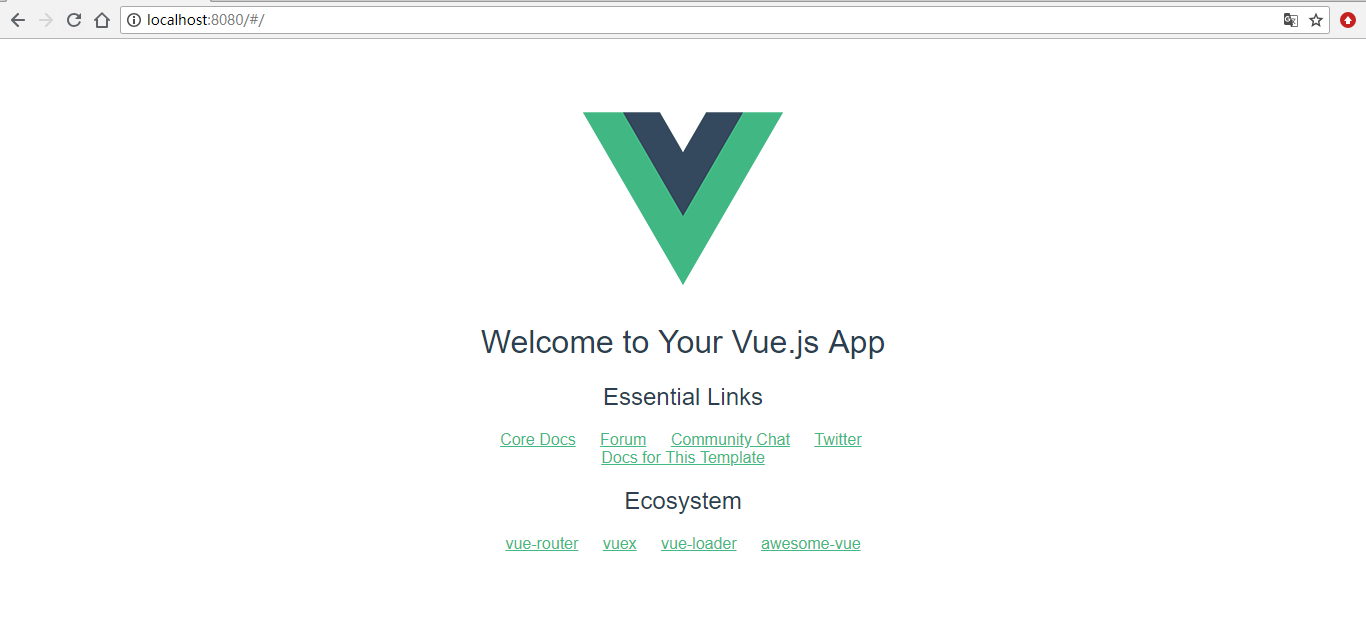 localhost:8080/#/
Welcome to Your Vue.js App
Essential Links
Core Docs Forum Community Chat Twitter
Docs for This Template
Ecosystem
vue-router vuex vue-loader awesome-vue